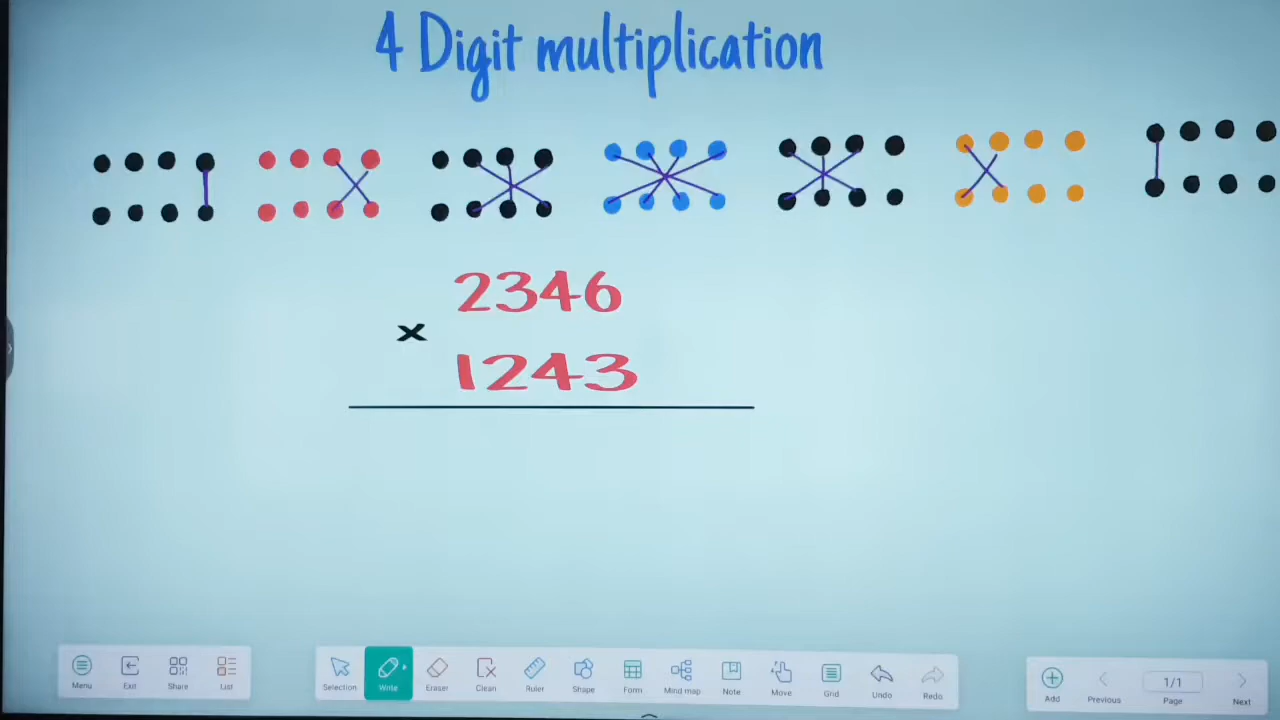 4 Digit multiplication
2346
×
1243
Menu Exit Share List Selection Write Eraser Clean Ruler Shape Form Mind map Note Move Grid Undo Redo Add Previous 1/1 Page Next